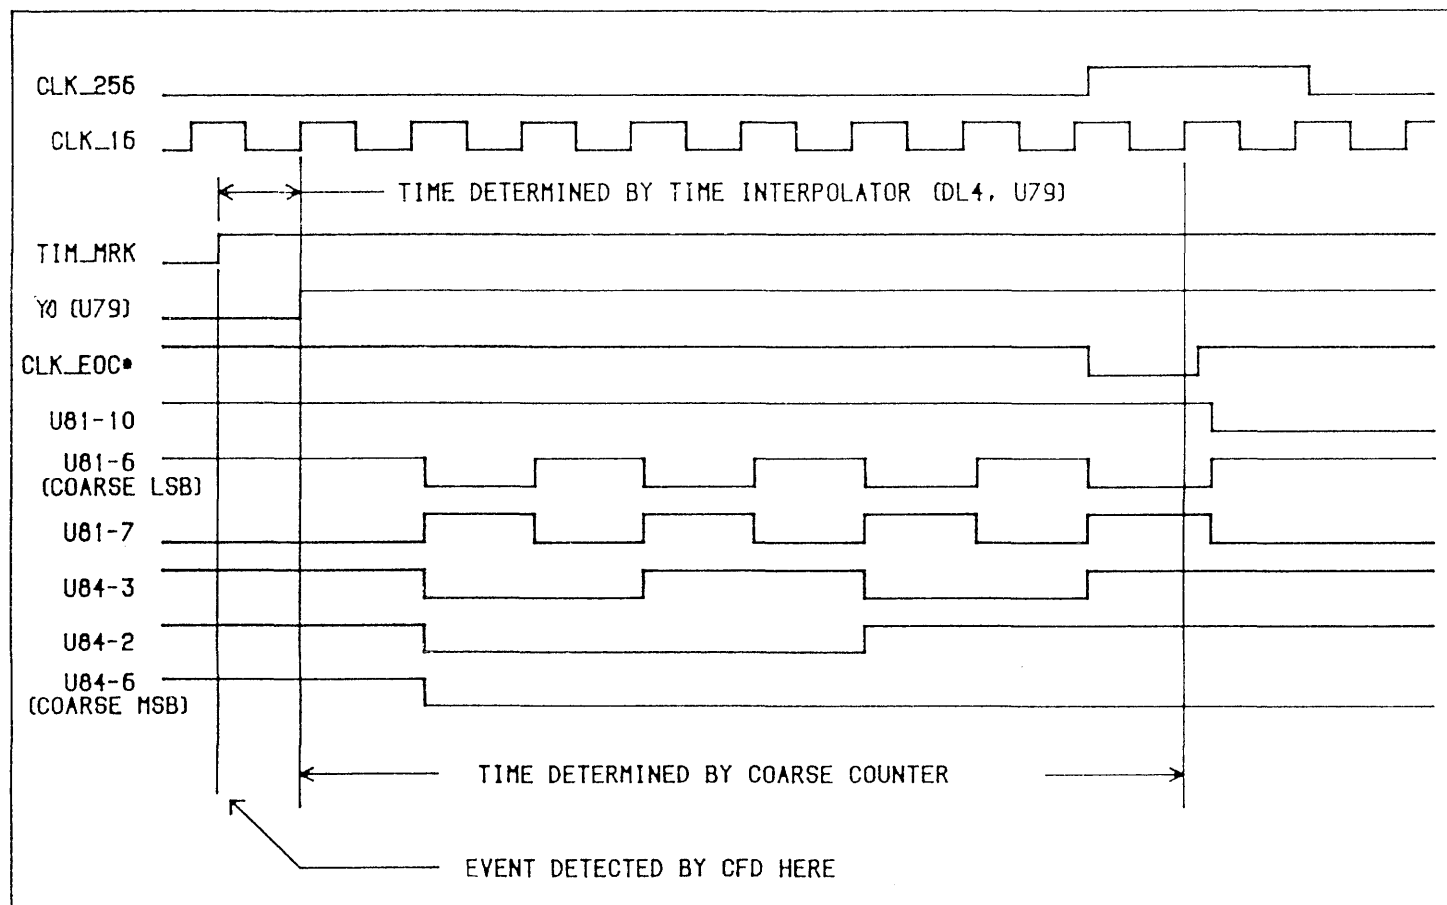 CLK_256
CLK_16
TIME DETERMINED BY TIME INTERPOLATOR (DL4, U79)
TIM_MRK
Y0 (U79)
CLK_EOC*
U81-10
U81-6
(COARSE LSB)
U81-7
U84-3
U84-2
U84-6
(COARSE MSB)
TIME DETERMINED BY COARSE COUNTER
EVENT DETECTED BY CFD HERE